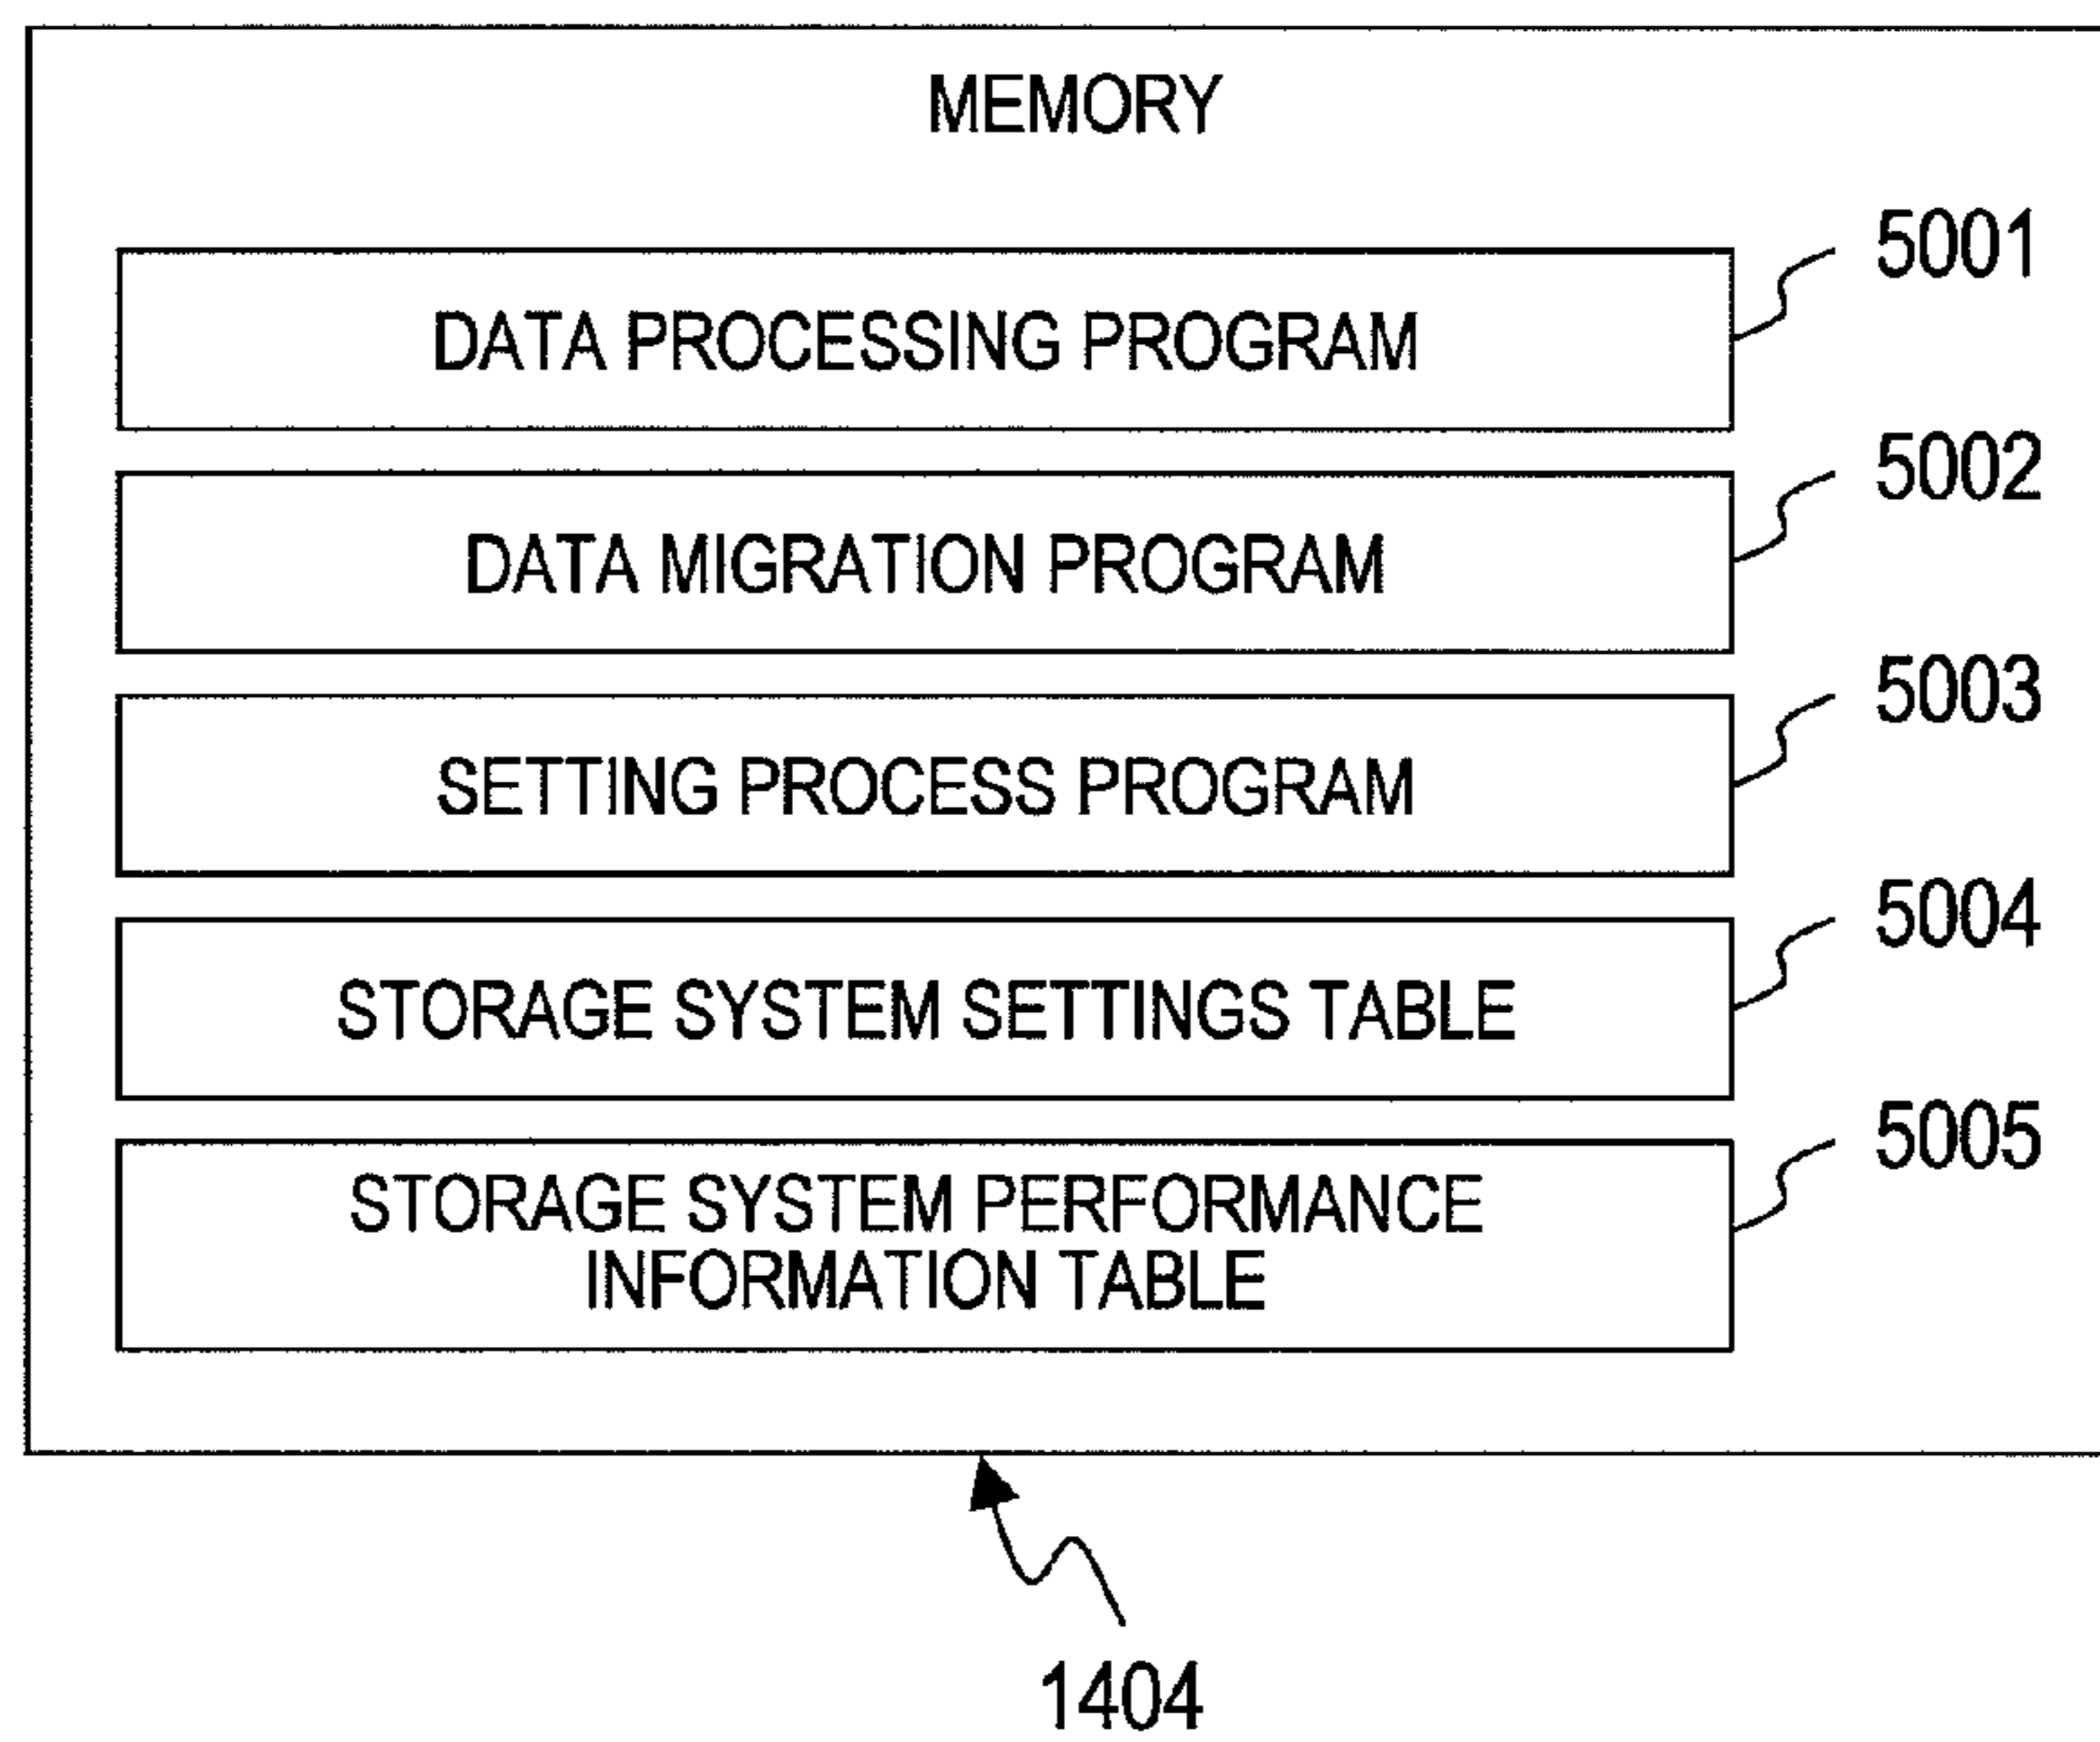 MEMORY
DATA PROCESSING PROGRAM
5001
DATA MIGRATION PROGRAM
5002
SETTING PROCESS PROGRAM
5003
STORAGE SYSTEM SETTINGS TABLE
5004
STORAGE SYSTEM PERFORMANCE
INFORMATION TABLE
5005
1404